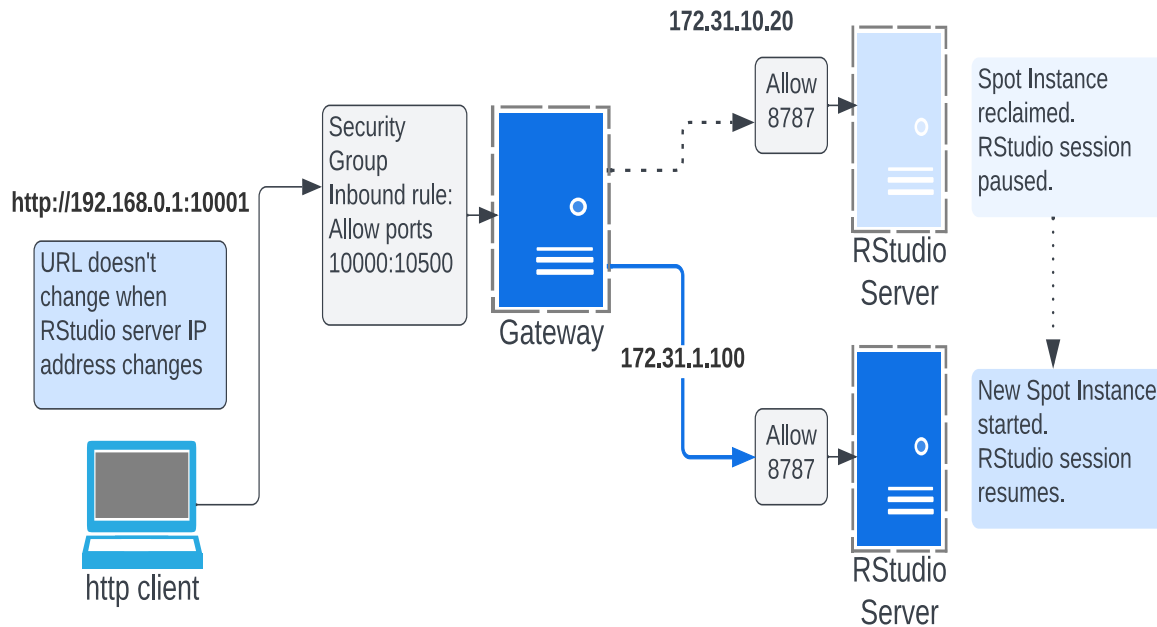 172.31.10.20
Allow
8787
Spot Instance
reclaimed.
RStudio session
paused.
Security
Group
Inbound rule:
Allow ports
10000:10500
http://192.168.0.1:10001
URL doesn't
change when
RStudio server IP
address changes
RStudio
Server
Gateway
172.31.1.100
Allow
8787
New Spot Instance
started.
RStudio session
resumes.
http client
RStudio
Server